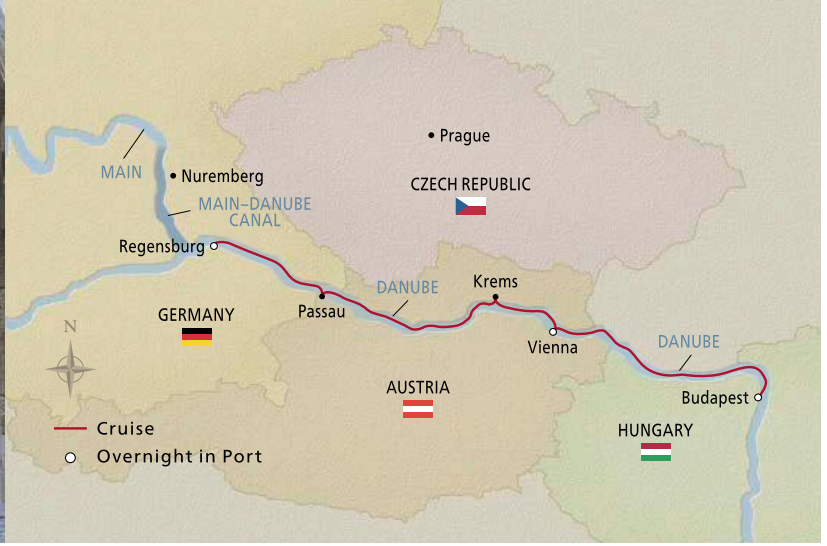 Prague
MAIN
Nuremberg
CZECH REPUBLIC
MAIN–DANUBE
CANAL
Regensburg
Krems
DANUBE
Passau
GERMANY
N
Vienna
DANUBE
AUSTRIA
Budapest
Cruise
HUNGARY
Overnight in Port